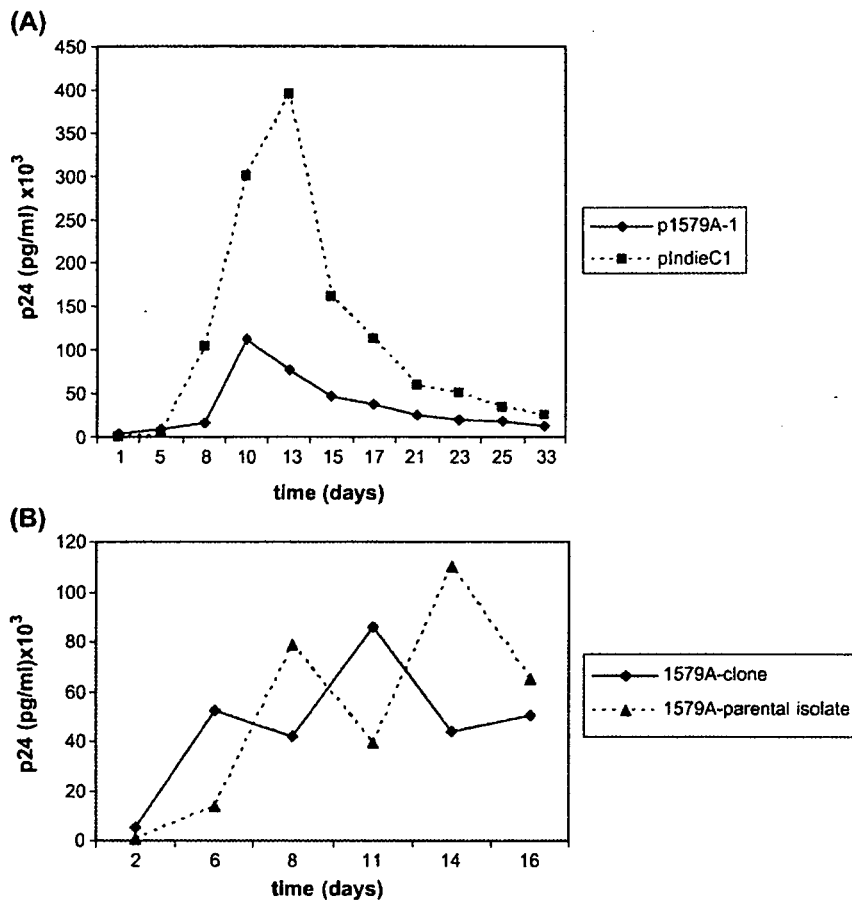 (A)
450
400
350
300
250
200
150
100
50
0
p24 (pg/ml) x10³
1 5 8 10 13 15 17 21 23 25 33
time (days)
p1579A-1
pIndieC1
(B)
120
100
80
60
40
20
0
p24 (pg/ml)x10³
2 6 8 11 14 16
time (days)
1579A-clone
1579A-parental isolate